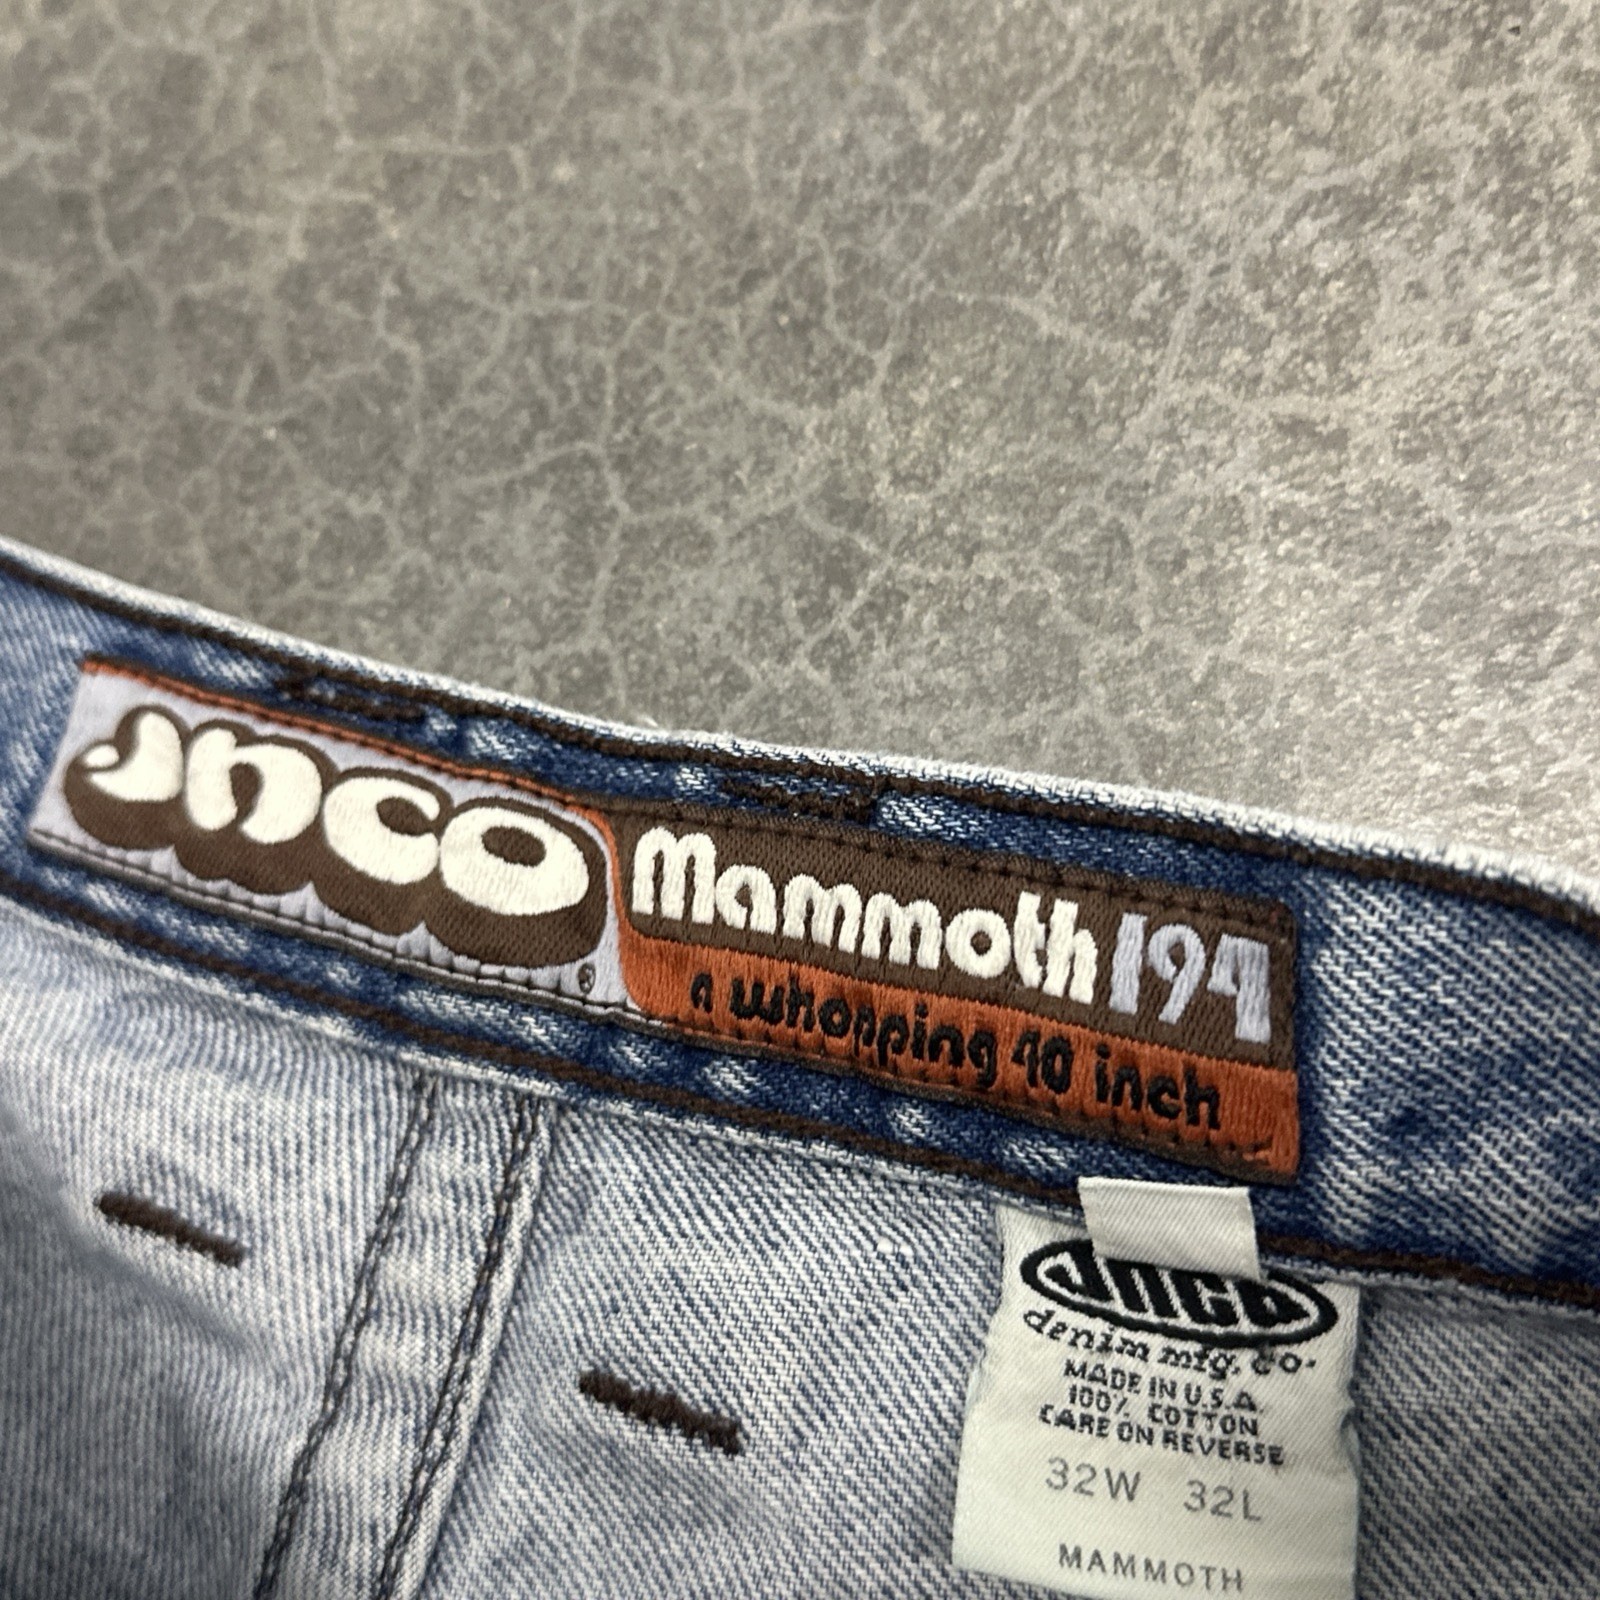 JNCO ®
Mammoth 194
a whopping 40 inch
JNCO
denim mfg. co.
MADE IN U.S.A.
100% COTTON
CARE ON REVERSE
32W 32L
MAMMOTH